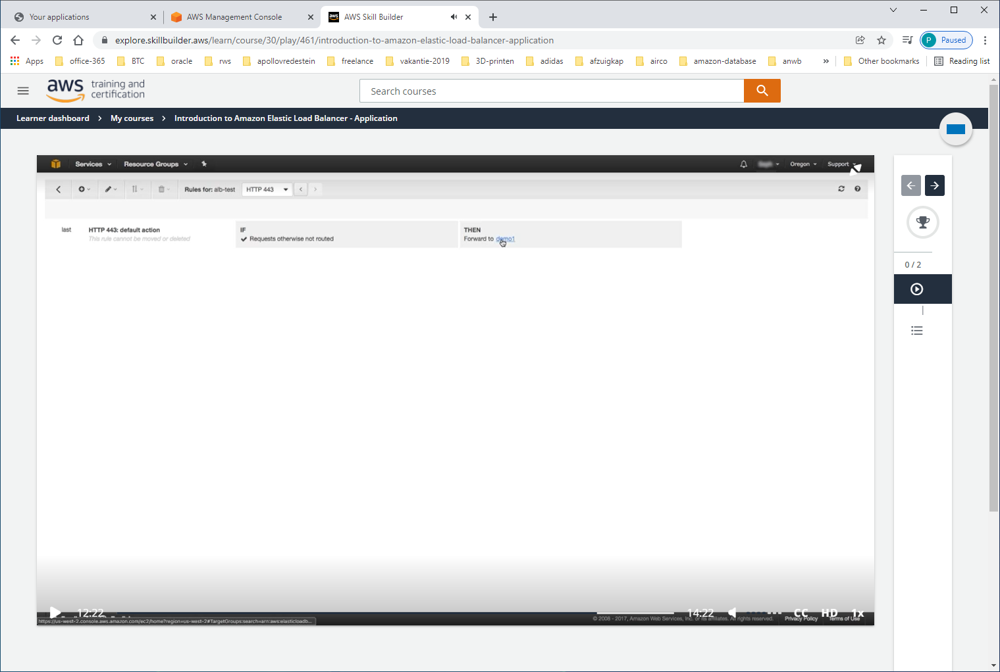 Your applications
AWS Management Console
AWS Skill Builder
explore.skillbuilder.aws/learn/course/30/play/461/introduction-to-amazon-elastic-load-balancer-application
P Paused
Apps office-365 BTC oracle rws apollovredestein freelance vakantie-2019 3D-printen adidas afzuigkap airco amazon-database anwb » Other bookmarks Reading list
aws training and
certification
Search courses
Learner dashboard > My courses > Introduction to Amazon Elastic Load Balancer - Application
Services Resource Groups Oregon Support
Rules for: alb-test HTTP 443
last HTTP 443: default action IF THEN
This rule cannot be moved or deleted Requests otherwise not routed Forward to demo1
0 / 2
12:22 14:22 CC HD 1x
https://us-west-2.console.aws.amazon.com/ec2/home?region=us-west-2#TargetGroups:search=arn:aws:elasticloadb...
© 2008 - 2017, Amazon Web Services, Inc. or its affiliates. All rights reserved. Privacy Policy Terms of Use